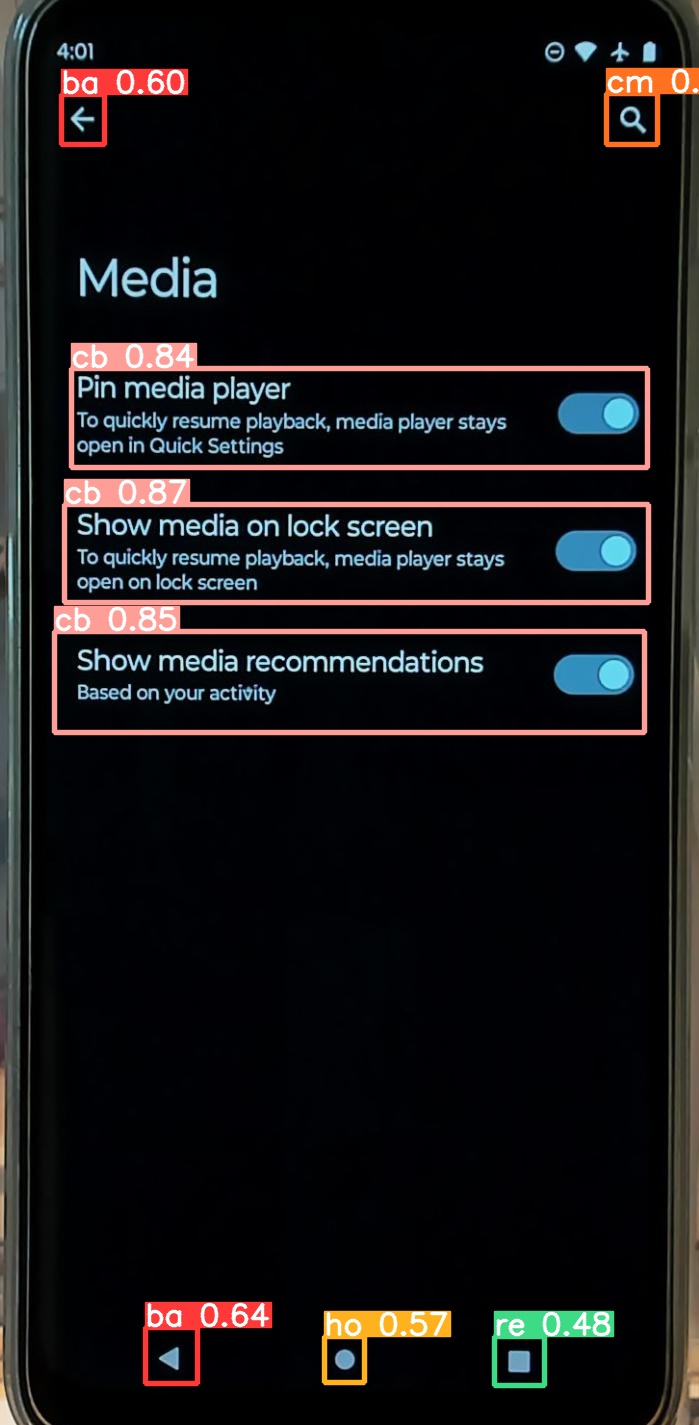 4:01
ba 0.60
cm 0.
Media
cb 0.84
Pin media player
To quickly resume playback, media player stays
open in Quick Settings
cb 0.87
Show media on lock screen
To quickly resume playback, media player stays
open on lock screen
cb 0.85
Show media recommendations
Based on your activity
ba 0.64
ho 0.57
re 0.48